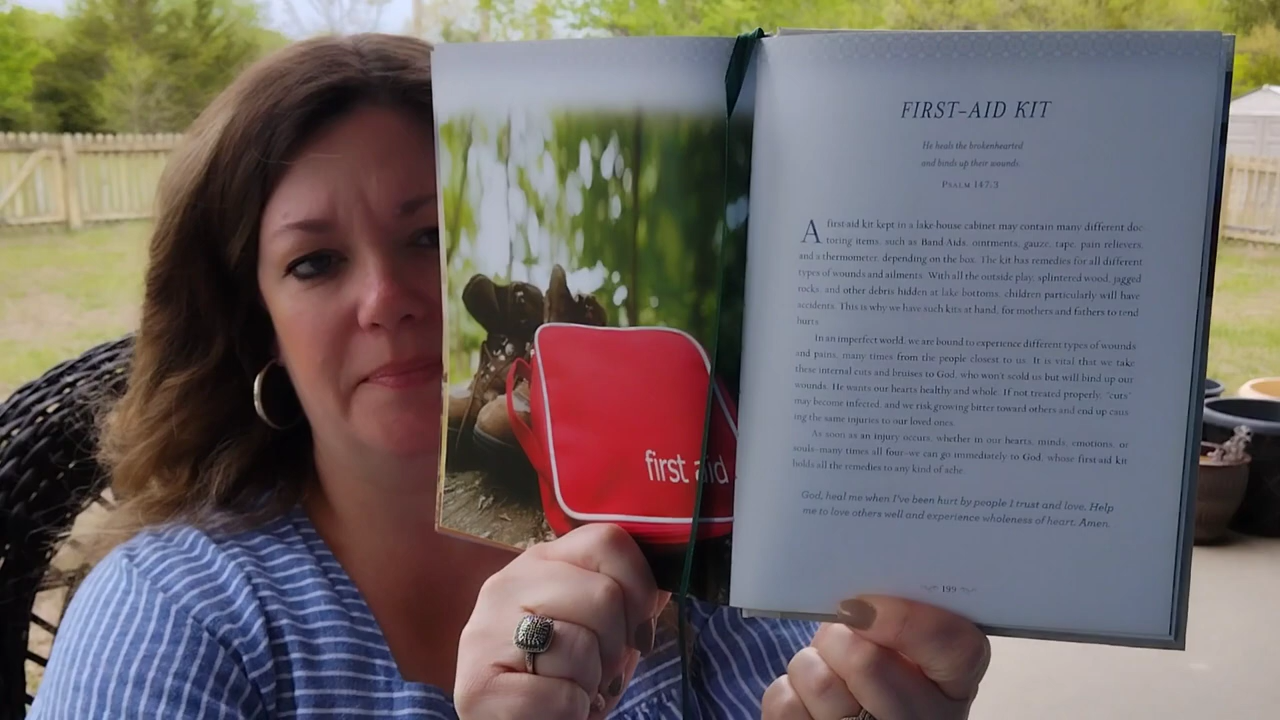 first aid
FIRST-AID KIT
He heals the brokenhearted
and binds up their wounds.
PSALM 147:3
A first-aid kit kept in a lake-house cabinet may contain many different doc-
toring items, such as Band-Aids, ointments, gauze, tape, pain relievers,
and a thermometer, depending on the box. The kit has remedies for all different
types of wounds and ailments. With all the outside play, splintered wood, jagged
rocks, and other debris hidden at lake bottoms, children particularly will have
accidents. This is why we have such kits at hand, for mothers and fathers to tend
hurts.
In an imperfect world, we are bound to experience different types of wounds
and pains, many times from the people closest to us. It is vital that we take
these internal cuts and bruises to God, who won't scold us but will bind up our
wounds. He wants our hearts healthy and whole. If not treated properly, "cuts"
may become infected, and we risk growing bitter toward others and end up caus-
ing the same injuries to our loved ones.
As soon as an injury occurs, whether in our hearts, minds, emotions, or
souls–many times all four–we can go immediately to God, whose first-aid kit
holds all the remedies to any kind of ache.
God, heal me when I've been hurt by people I trust and love. Help
me to love others well and experience wholeness of heart. Amen.
199